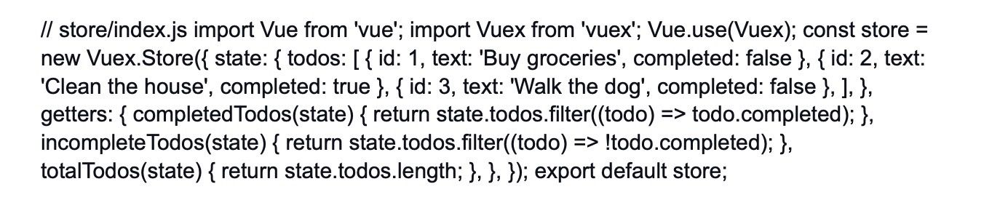 // store/index.js import Vue from 'vue'; import Vuex from 'vuex'; Vue.use(Vuex); const store =
new Vuex.Store({ state: { todos: [ { id: 1, text: 'Buy groceries', completed: false }, { id: 2, text:
'Clean the house', completed: true }, { id: 3, text: 'Walk the dog', completed: false }, ], },
getters: { completedTodos(state) { return state.todos.filter((todo) => todo.completed); },
incompleteTodos(state) { return state.todos.filter((todo) => !todo.completed); },
totalTodos(state) { return state.todos.length; }, }, }); export default store;